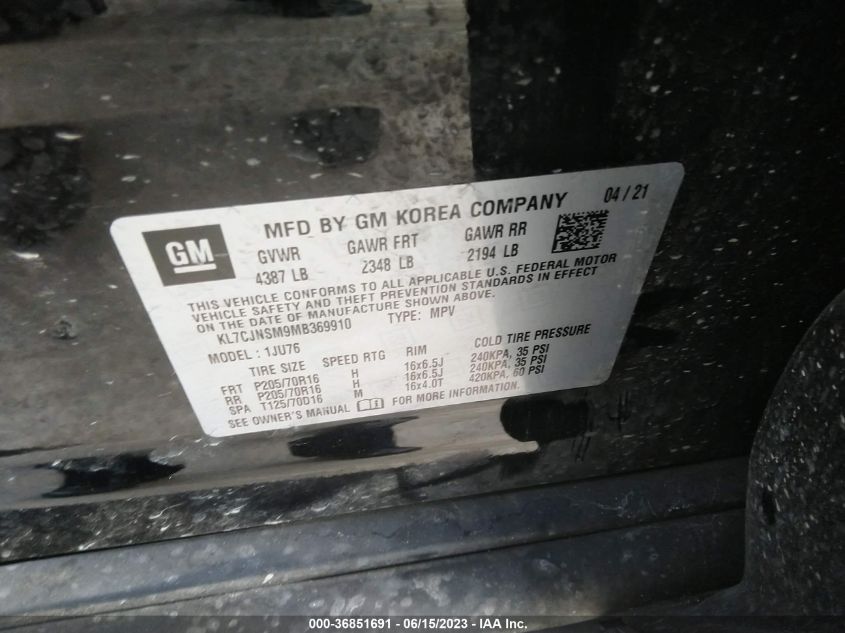 GM
MFD BY GM KOREA COMPANY 04 / 21
GVWR GAWR FRT GAWR RR
4387 LB 2348 LB 2194 LB
THIS VEHICLE CONFORMS TO ALL APPLICABLE U.S. FEDERAL MOTOR
VEHICLE SAFETY AND THEFT PREVENTION STANDARDS IN EFFECT
ON THE DATE OF MANUFACTURE SHOWN ABOVE.
KL7CJNSM9MB369910 TYPE: MPV
MODEL: 1JU76
TIRE SIZE SPEED RTG RIM COLD TIRE PRESSURE
FRT P205/70R16 H 16x6.5J 240KPA, 35 PSI
RR P205/70R16 H 16x6.5J 240KPA, 35 PSI
SPA T125/70D16 M 16x4.0T 420KPA, 60 PSI
SEE OWNER'S MANUAL FOR MORE INFORMATION.
000-36851691 - 06/15/2023 - IAA Inc.